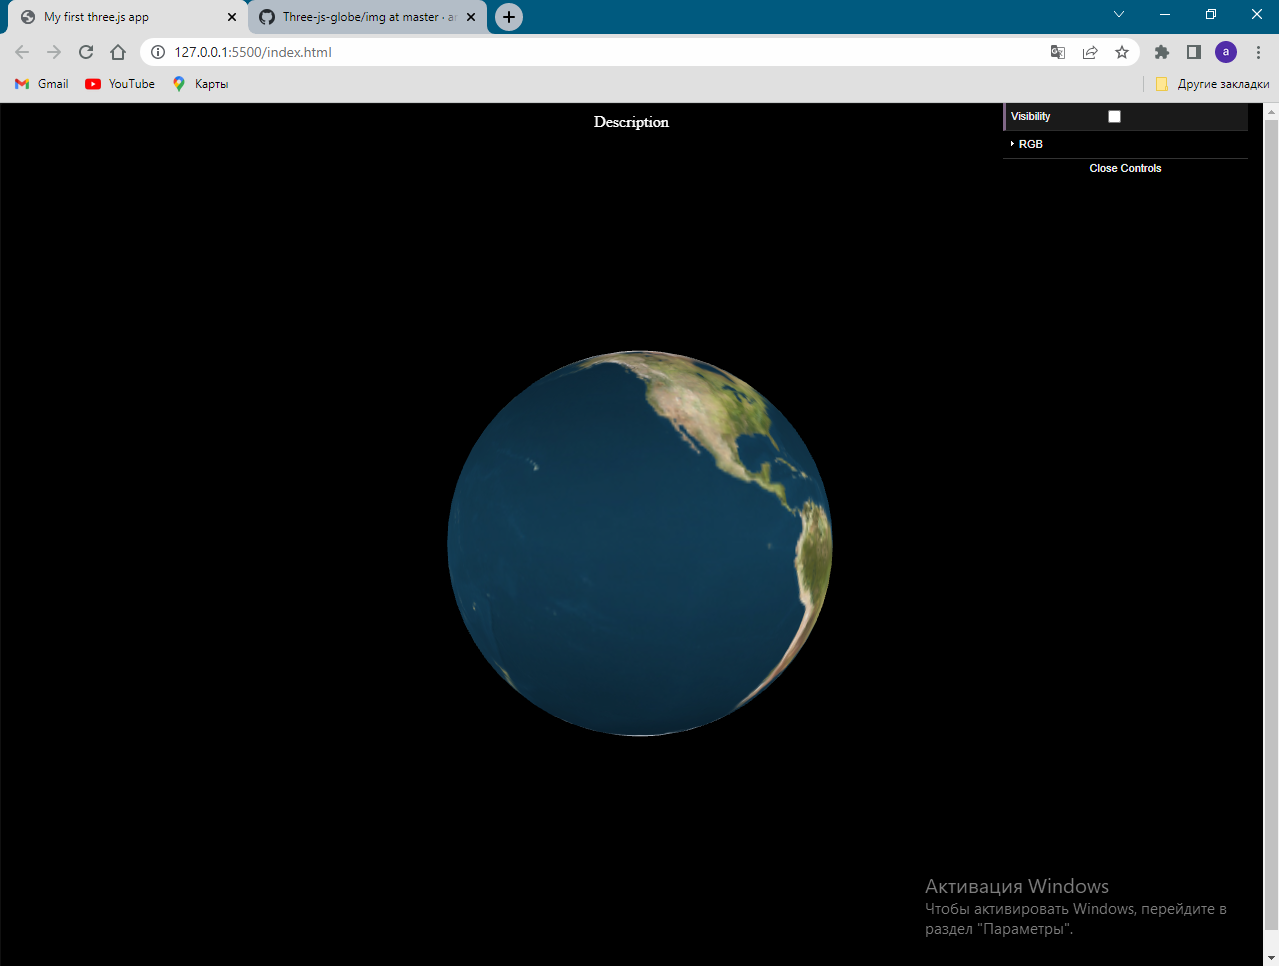 My first three.js app
Three-js-globe/img at master · ar
127.0.0.1:5500/index.html
a
Gmail
YouTube
Карты
Другие закладки
Description
Visibility
RGB
Close Controls
Активация Windows
Чтобы активировать Windows, перейдите в
раздел "Параметры".